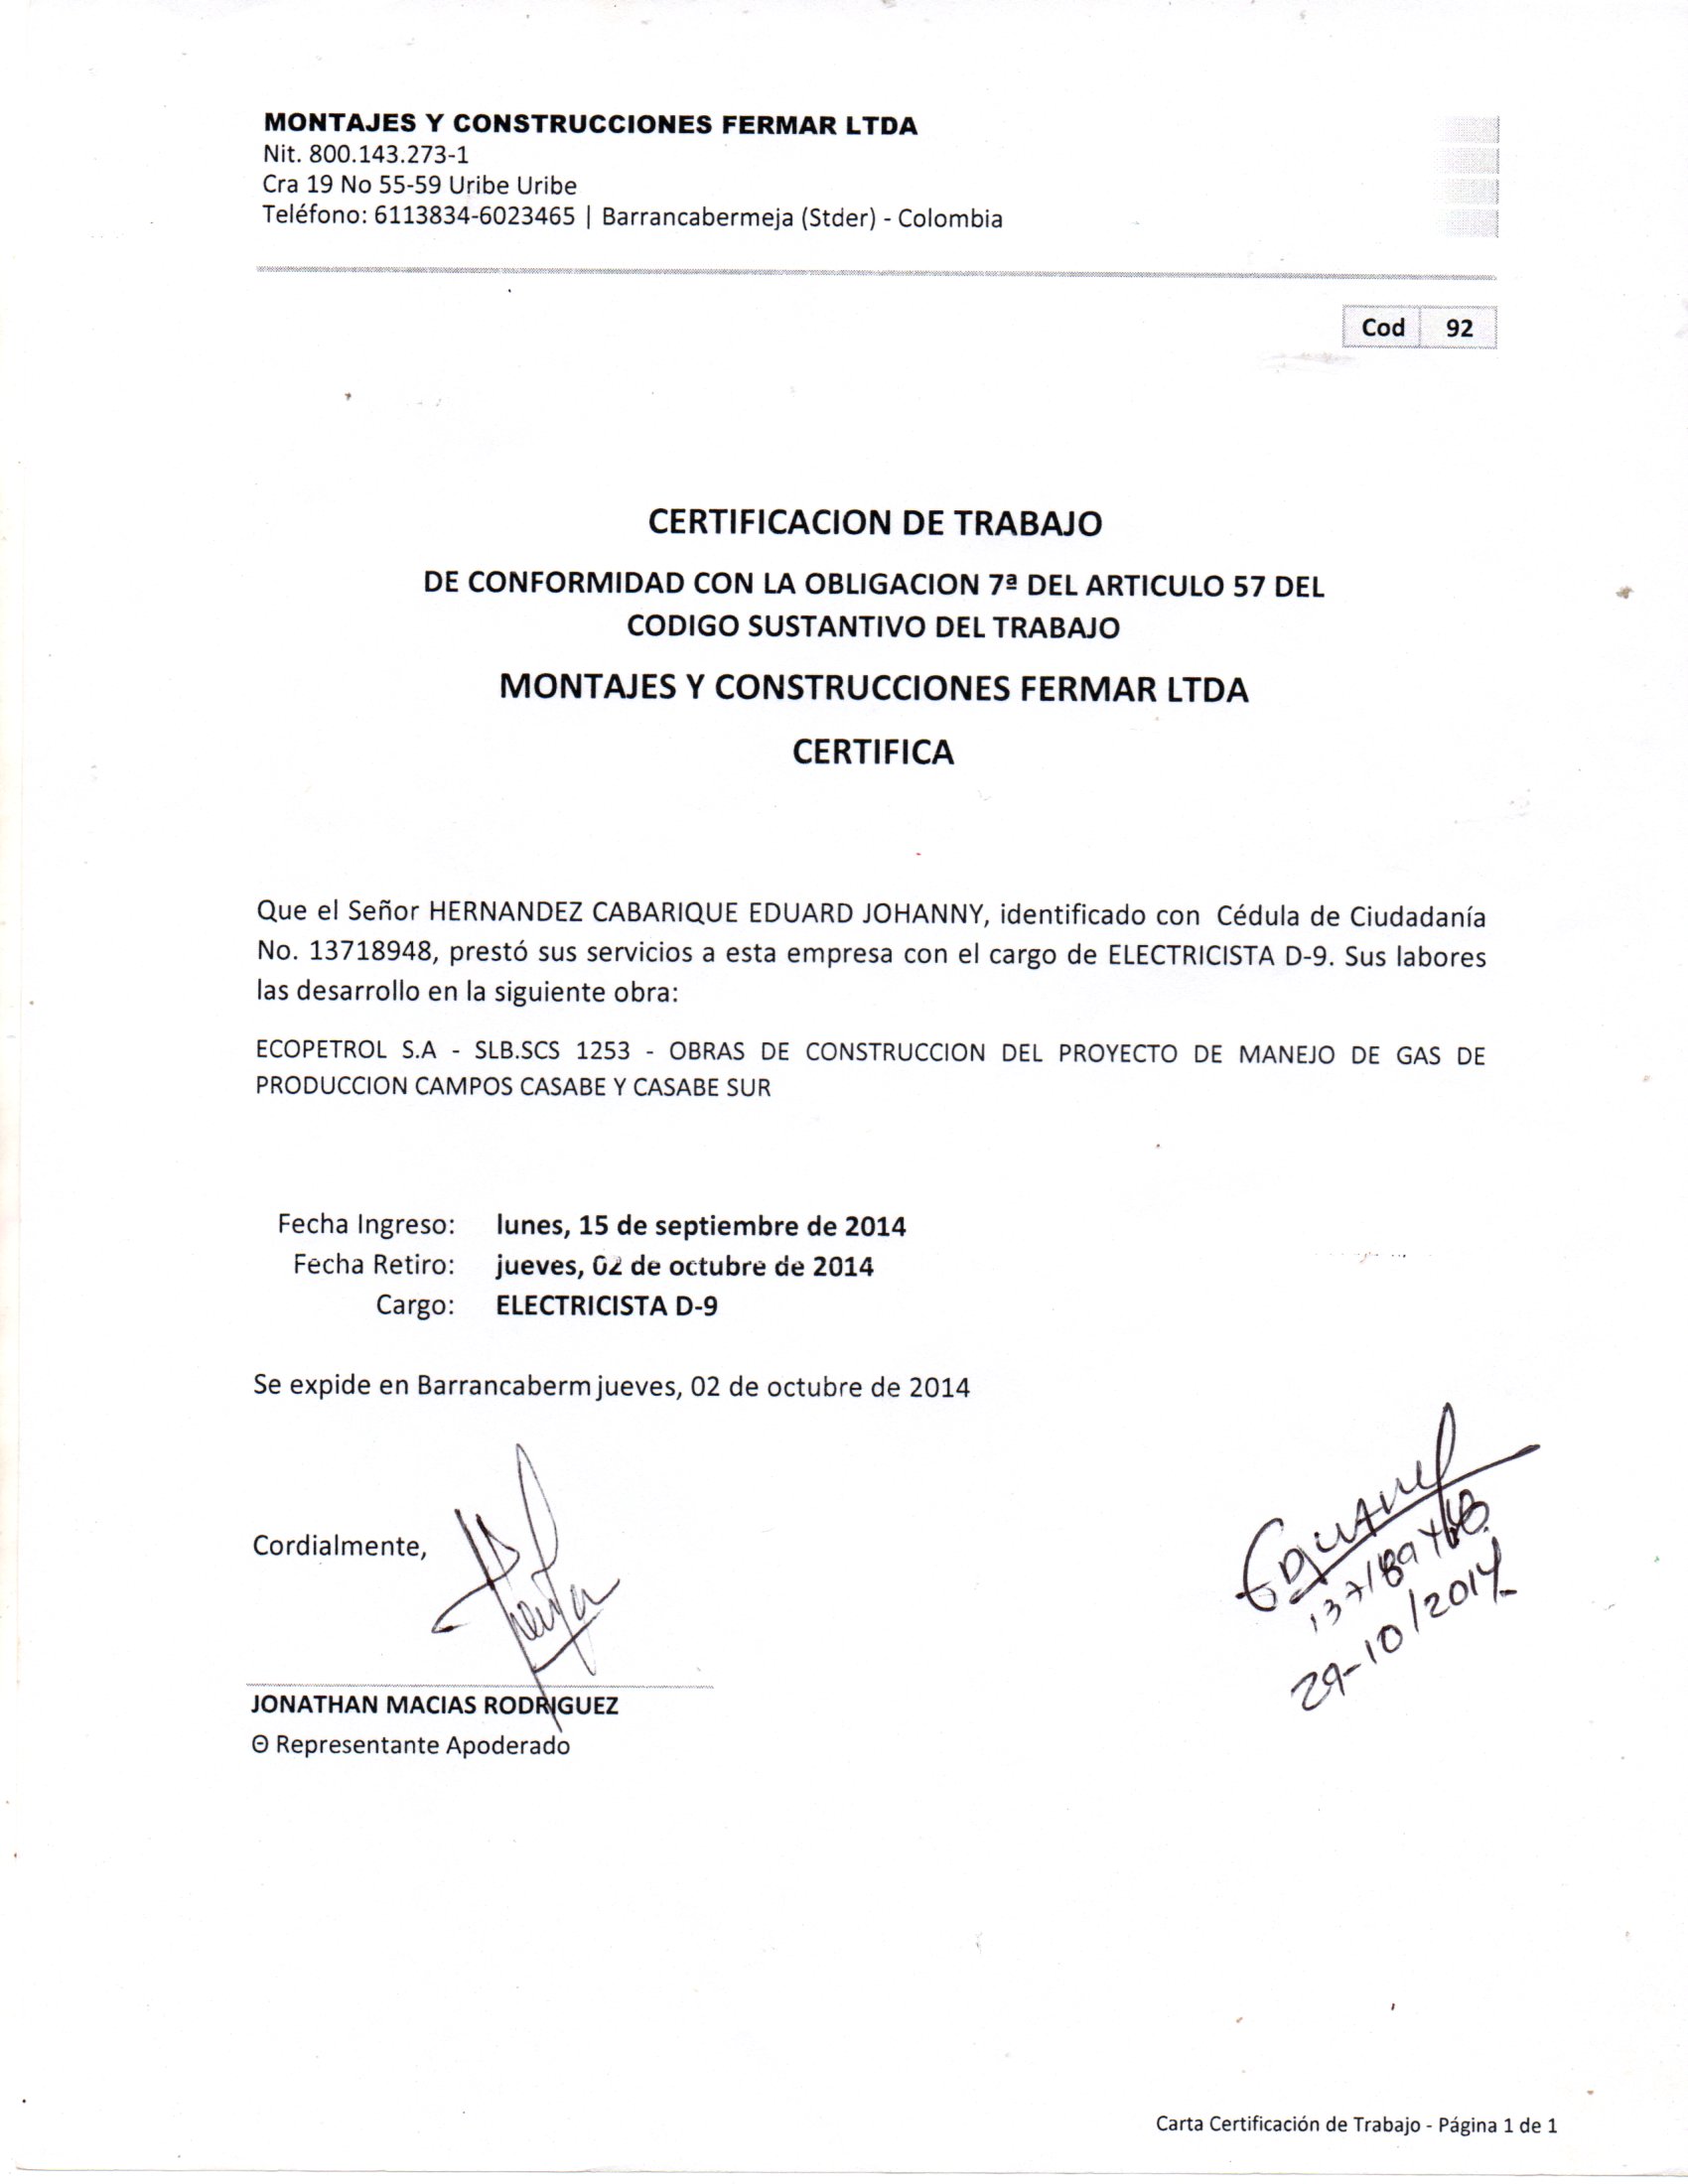 MONTAJES Y CONSTRUCCIONES FERMAR LTDA
Nit. 800.143.273-1
Cra 19 No 55-59 Uribe Uribe
Teléfono: 6113834-6023465 | Barrancabermeja (Stder) - Colombia
Cod 92
CERTIFICACION DE TRABAJO
DE CONFORMIDAD CON LA OBLIGACION 7ª DEL ARTICULO 57 DEL
CODIGO SUSTANTIVO DEL TRABAJO
MONTAJES Y CONSTRUCCIONES FERMAR LTDA
CERTIFICA
Que el Señor HERNANDEZ CABARIQUE EDUARD JOHANNY, identificado con Cédula de Ciudadanía
No. 13718948, prestó sus servicios a esta empresa con el cargo de ELECTRICISTA D-9. Sus labores
las desarrollo en la siguiente obra:
ECOPETROL S.A - SLB.SCS 1253 - OBRAS DE CONSTRUCCION DEL PROYECTO DE MANEJO DE GAS DE
PRODUCCION CAMPOS CASABE Y CASABE SUR
Fecha Ingreso: lunes, 15 de septiembre de 2014
Fecha Retiro: jueves, 02 de octubre de 2014
Cargo: ELECTRICISTA D-9
Se expide en Barrancaberm jueves, 02 de octubre de 2014
Cordialmente,
29-10/2014
JONATHAN MACIAS RODRIGUEZ
Θ Representante Apoderado
Carta Certificación de Trabajo - Página 1 de 1